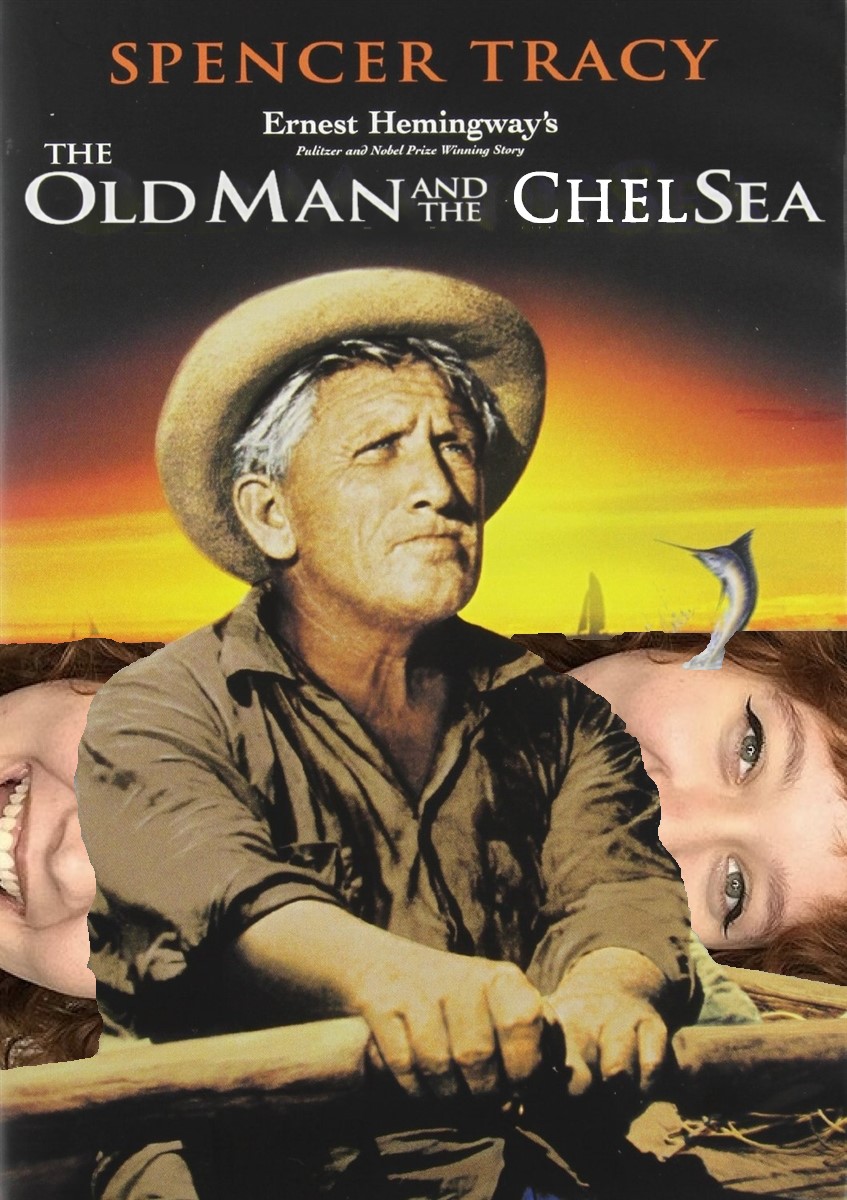 SPENCER TRACY
Ernest Hemingway's
Pulitzer and Nobel Prize Winning Story
THE
OLD MAN AND THE CHELSEA